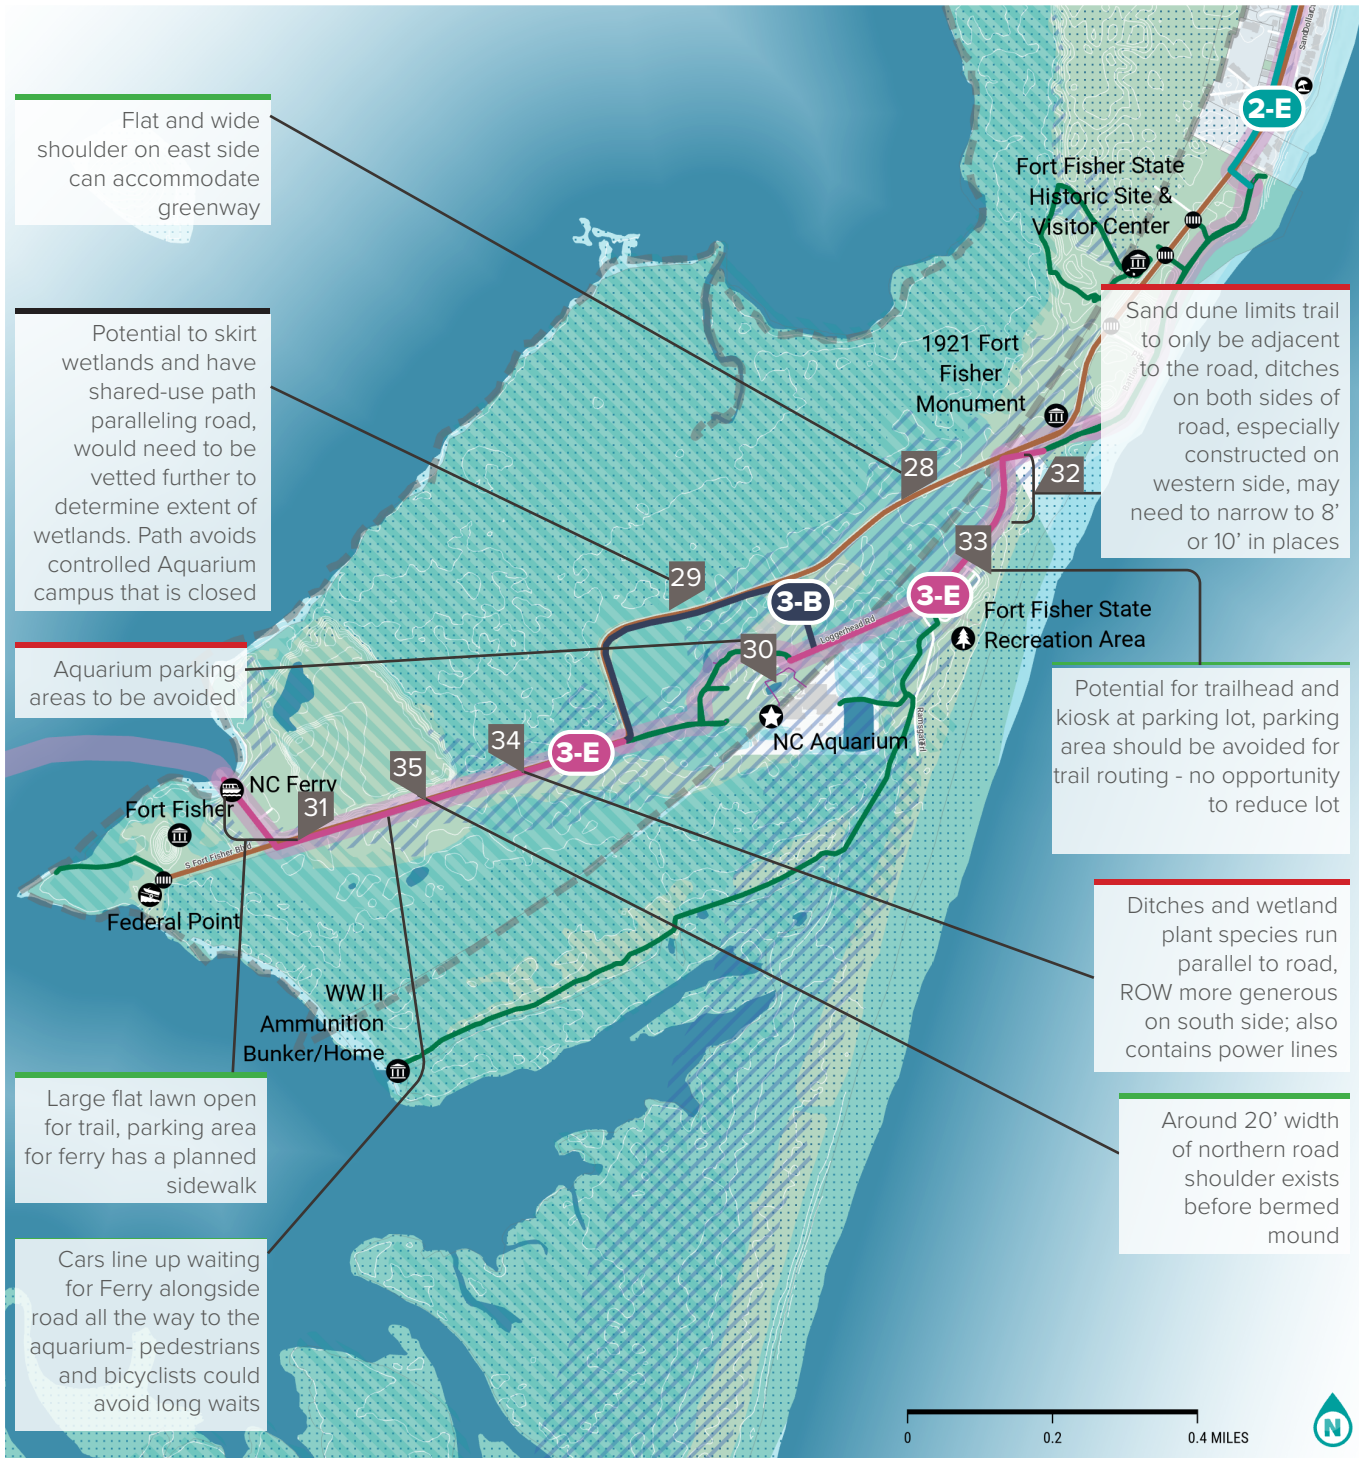 Flat and wide
shoulder on east side
can accommodate
greenway
Potential to skirt
wetlands and have
shared-use path
paralleling road,
would need to be
vetted further to
determine extent of
wetlands. Path avoids
controlled Aquarium
campus that is closed
Aquarium parking
areas to be avoided
Large flat lawn open
for trail, parking area
for ferry has a planned
sidewalk
Cars line up waiting
for Ferry alongside
road all the way to the
aquarium- pedestrians
and bicyclists could
avoid long waits
2-E
Fort Fisher State
Historic Site &
Visitor Center
1921 Fort
Fisher
Monument
28
32
33
29
3-B
3-E
Lodgerhead Rd
30
Fort Fisher State
Recreation Area
NC Aquarium
34
3-E
35
31
NC Ferry
Fort Fisher
S Fort Fisher Blvd
Federal Point
WW II
Ammunition
Bunker/Home
Sand dune limits trail
to only be adjacent
to the road, ditches
on both sides of
road, especially
constructed on
western side, may
need to narrow to 8’
or 10’ in places
Potential for trailhead and
kiosk at parking lot, parking
area should be avoided for
trail routing - no opportunity
to reduce lot
Ditches and wetland
plant species run
parallel to road,
ROW more generous
on south side; also
contains power lines
Around 20’ width
of northern road
shoulder exists
before bermed
mound
0 0.2 0.4 MILES
N